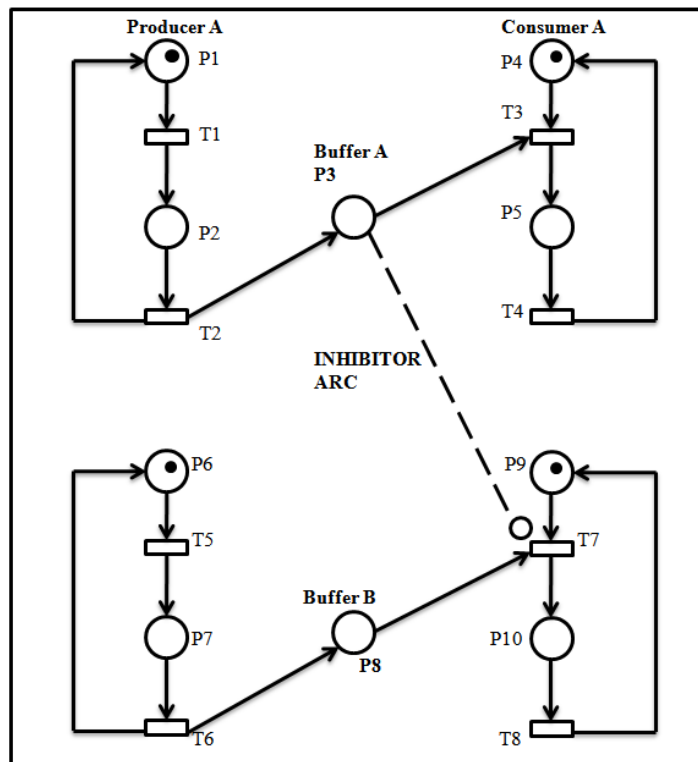 Producer A
Consumer A
P1
P4
T1
T3
Buffer A
P3
P2
P5
T2
T4
INHIBITOR
ARC
P6
P9
T5
T7
Buffer B
P7
P8
P10
T6
T8